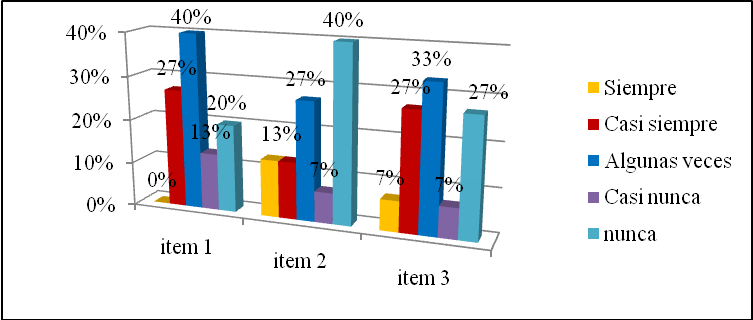 40%
30%
20%
10%
0%
0%
27%
40%
13%
20%
13%
27%
7%
40%
7%
27%
33%
7%
27%
item 1
item 2
item 3
Siempre
Casi siempre
Algunas veces
Casi nunca
nunca